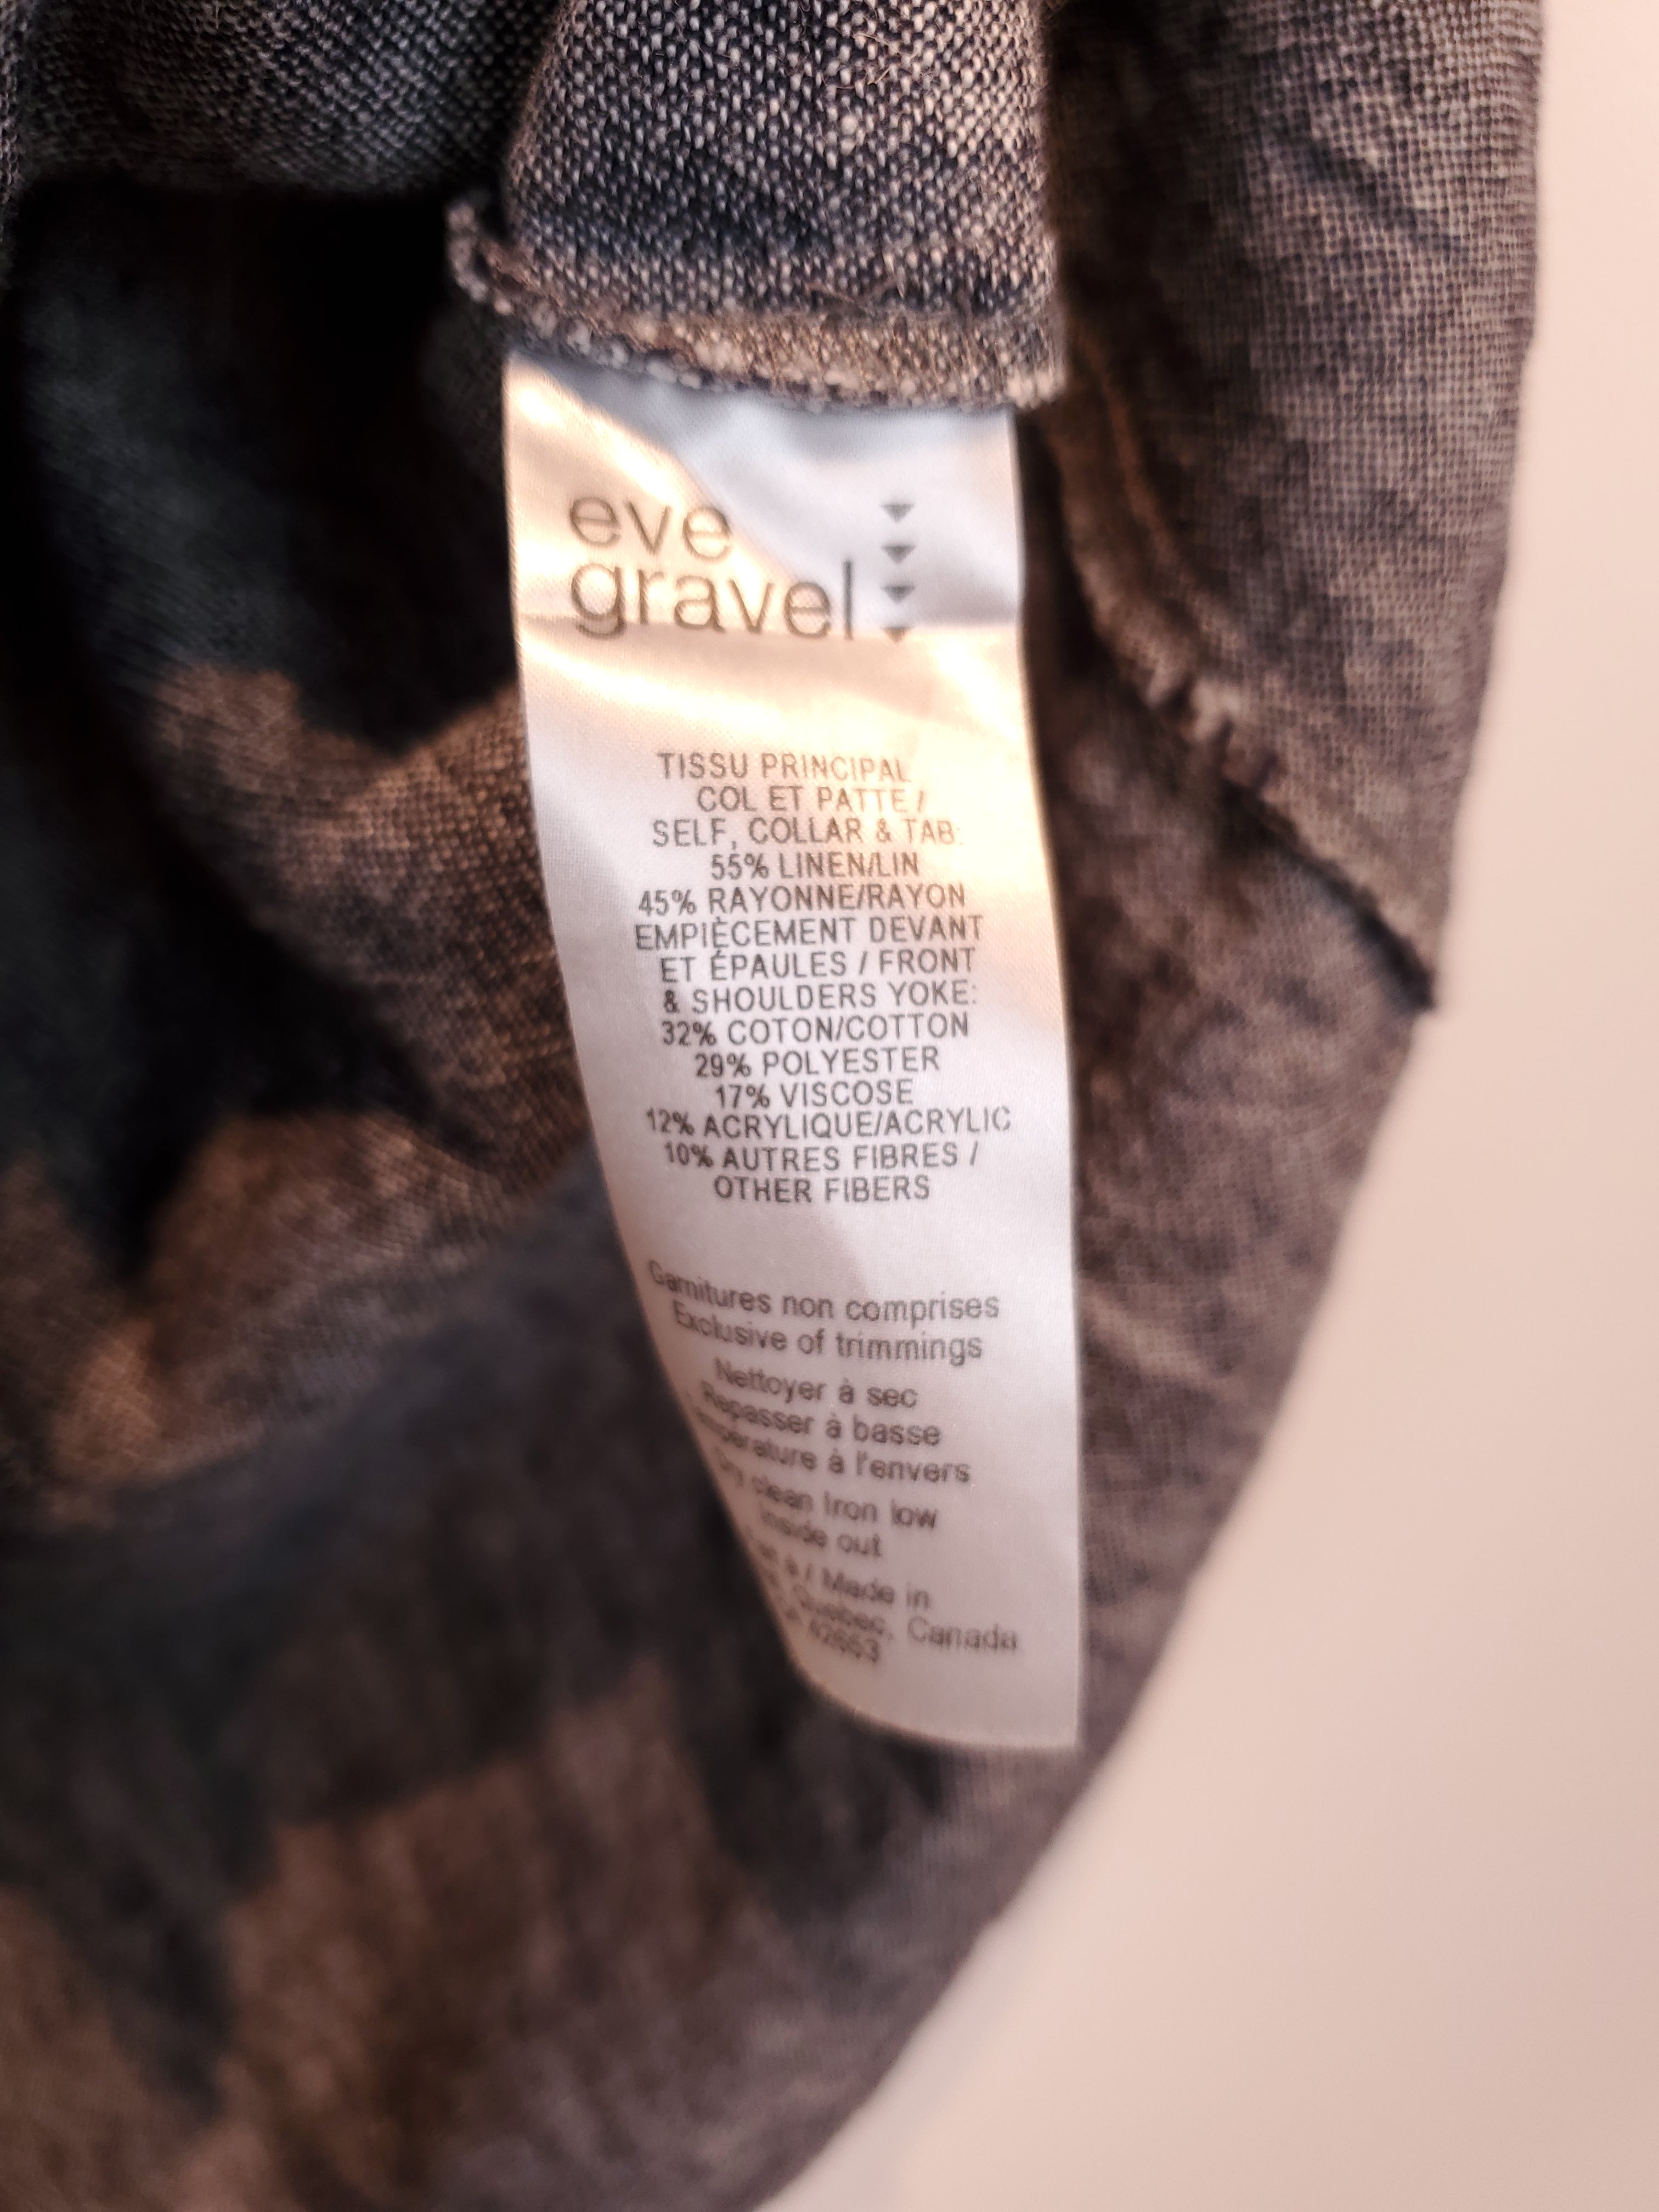 eve
gravel
TISSU PRINCIPAL
COL ET PATTE /
SELF, COLLAR & TAB:
55% LINEN/LIN
45% RAYONNE/RAYON
EMPIÈCEMENT DEVANT
ET ÉPAULES / FRONT
& SHOULDERS YOKE:
32% COTON/COTTON
29% POLYESTER
17% VISCOSE
12% ACRYLIQUE/ACRYLIC
10% AUTRES FIBRES /
OTHER FIBERS
Garnitures non comprises
Exclusive of trimmings
Nettoyer à sec
Repasser à basse
température à l'envers
Dry clean Iron low
inside out
à / Made in
Quebec, Canada